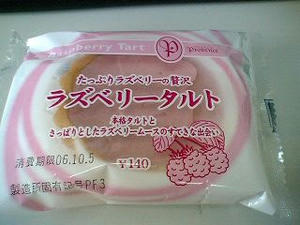 Raspberry Tart
P
たっぷりラズベリーの贅沢
ラズベリータルト
本格タルトと
さっぱりとしたラズベリームースのすてきな出会い
¥140
消費期限06.10.5
製造所固有記号PF3